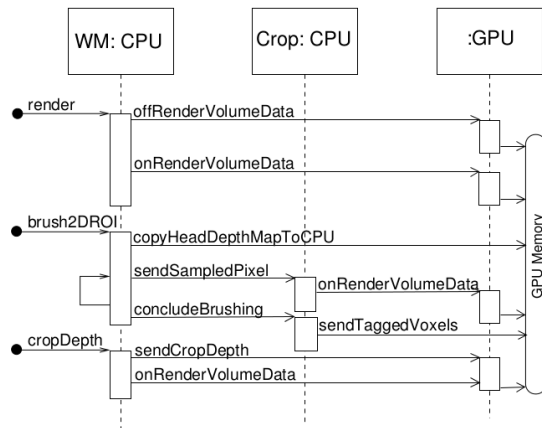 WM: CPU
Crop: CPU
:GPU
render
offRenderVolumeData
onRenderVolumeData
brush2DROI
copyHeadDepthMapToCPU
sendSampledPixel
onRenderVolumeData
concludeBrushing
sendTaggedVoxels
cropDepth
sendCropDepth
onRenderVolumeData
GPU Memory